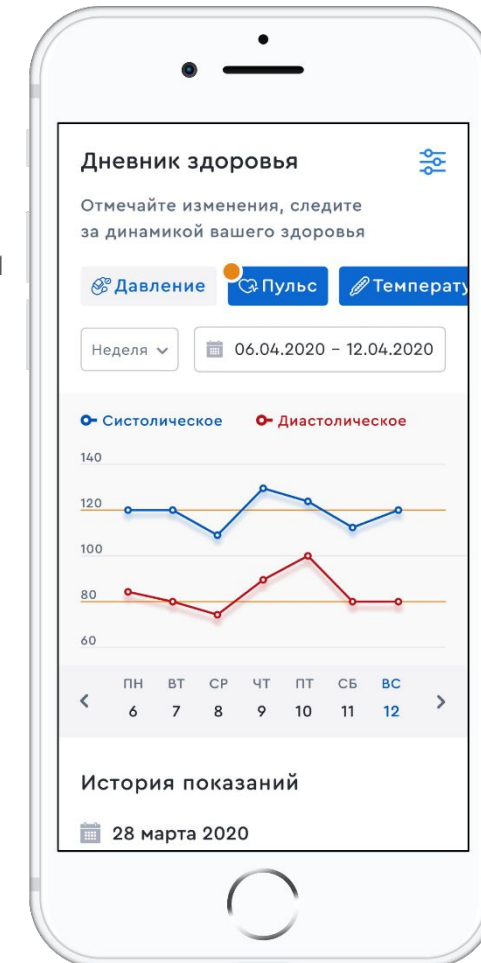 Дневник здоровья
Отмечайте изменения, следите
за динамикой вашего здоровья
Давление Пульс Температу
Неделя 06.04.2020 – 12.04.2020
Систолическое Диастолическое
140
120
100
80
60
ПН ВТ СР ЧТ ПТ СБ ВС
6 7 8 9 10 11 12
История показаний
28 марта 2020